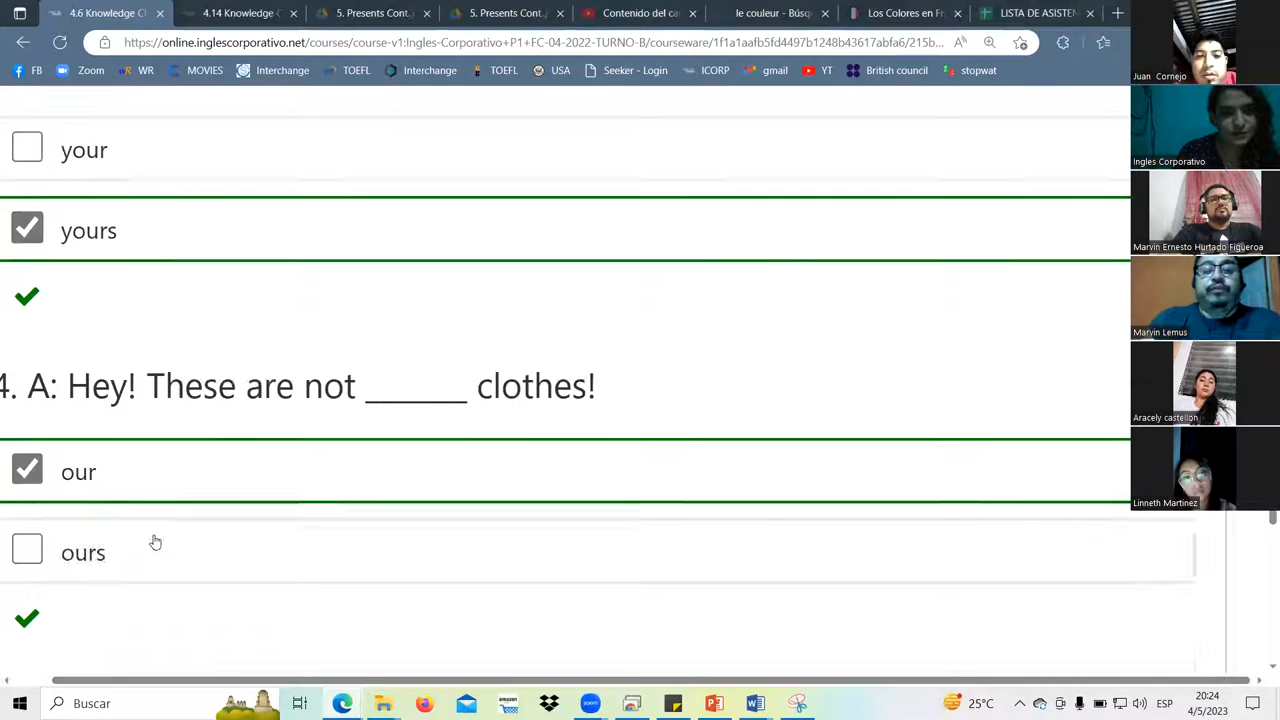 4.6 Knowledge C
4.14 Knowledge C
5. Presents Cont
5. Presents Cont
Contenido del ca
le couleur - Búsq
Los Colores en Fr
LISTA DE ASISTEN
https://online.inglescorporativo.net/courses/course-v1:Ingles-Corporativo+P1+FC-04-2022-TURNO-B/courseware/1f1a1aafb5fd4497b1248b43617abfa6/215b...
FB
Zoom
WR
MOVIES
Interchange
TOEFL
Interchange
TOEFL
USA
Seeker - Login
ICORP
gmail
YT
British council
stopwat
your
yours
4. A: Hey! These are not _______ clothes!
our
ours
Juan Cornejo
Ingles Corporativo
Marvin Ernesto Hurtado Figueroa
Marvin Lemus
Aracely castellon
Linneth Martinez
Buscar
25°C
ESP
20:24
4/5/2023